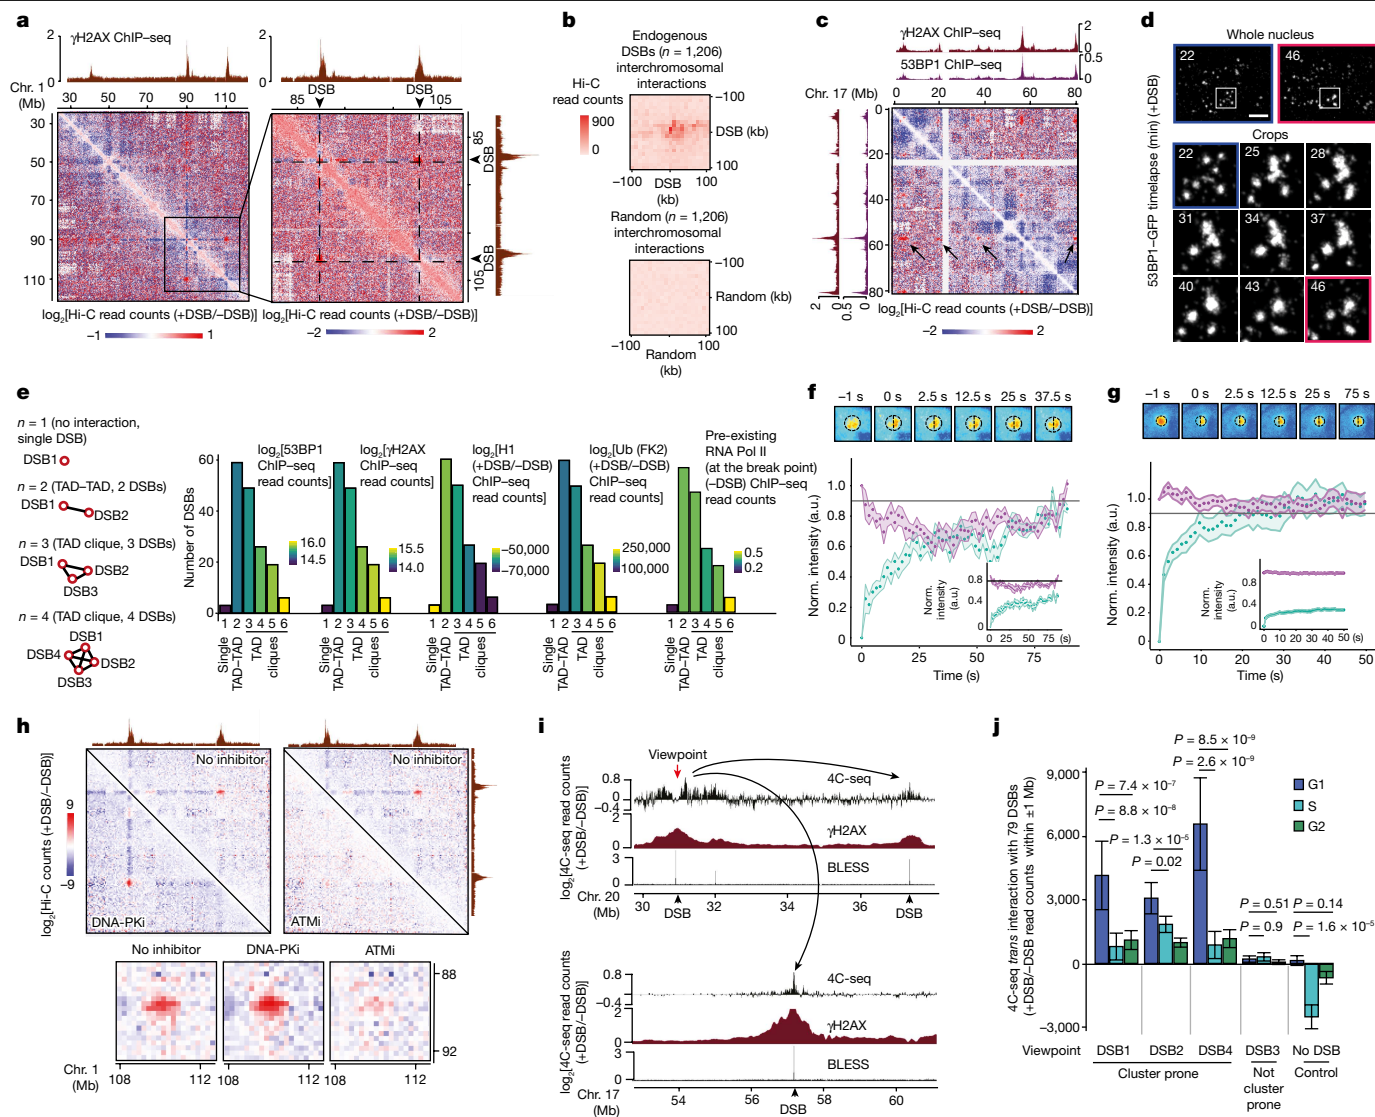 a
γH2AX ChIP–seq
2
1
0
2
1
0
Chr. 1
(Mb)
30 50 70 90 110
DSB DSB
85 105
30
50
70
90
110
85
DSB
DSB
105
log2[Hi-C read counts (+DSB/−DSB)]
−1 1
log2[Hi-C read counts (+DSB/−DSB)]
−2 2
b
Endogenous
DSBs (n = 1,206)
interchromosomal
interactions
Hi-C
read counts
900
0
−100
DSB (kb)
100
−100 DSB 100
(kb)
Random (n = 1,206)
interchromosomal
interactions
−100
Random (kb)
100
−100 100
Random
(kb)
c
γH2AX ChIP–seq
2
0
53BP1 ChIP–seq
0.5
0
Chr. 17 (Mb)
0 20 40 60 80
0
20
40
60
80
2 0 0.5 0
log2[Hi-C read counts (+DSB/−DSB)]
−2 2
d
Whole nucleus
22 46
Crops
22 25 28
31 34 37
40 43 46
53BP1–GFP timelapse (min) (+DSB)
e
n = 1 (no interaction,
single DSB)
DSB1
n = 2 (TAD–TAD, 2 DSBs)
DSB1
DSB2
n = 3 (TAD clique, 3 DSBs)
DSB1
DSB2
DSB3
n = 4 (TAD clique, 4 DSBs)
DSB1
DSB4
DSB2
DSB3
Number of DSBs
60
40
20
0
log2[53BP1
ChIP–seq
read counts]
16.0
14.5
log2[γH2AX
ChIP–seq
read counts]
15.5
14.0
log2[H1
(+DSB/−DSB)
ChIP–seq
read counts]
−50,000
−70,000
log2[Ub (FK2)
(+DSB/−DSB)
ChIP–seq
read counts]
250,000
100,000
Pre-existing
RNA Pol II
(at the break point)
(−DSB) ChIP–seq
read counts
0.5
0.2
1 2 3 4 5 6 1 2 3 4 5 6 1 2 3 4 5 6 1 2 3 4 5 6 1 2 3 4 5 6
Single TAD–TAD TAD cliques Single TAD–TAD TAD cliques Single TAD–TAD TAD cliques Single TAD–TAD TAD cliques Single TAD–TAD TAD cliques
f
−1 s 0 s 2.5 s 12.5 s 25 s 37.5 s
Norm. intensity (a.u.)
1.0
0.8
0.6
0.4
0.2
0
0 25 50 75
Time (s)
Norm.
intensity
(a.u.)
0.8
0.4
0
0 25 50 75 (s)
g
−1 s 0 s 2.5 s 12.5 s 25 s 75 s
Norm. intensity (a.u.)
1.0
0.8
0.6
0.4
0.2
0
0 10 20 30 40 50
Time (s)
Norm.
intensity
(a.u.)
0.8
0.4
0
0 10 20 30 50 (s)
h
log2[Hi-C counts (+DSB/−DSB)]
9
−9
No inhibitor
DNA-PKi
No inhibitor
ATMi
No inhibitor DNA-PKi ATMi
88
92
Chr. 1
(Mb)
108 112 108 112 108 112
i
log2[4C-seq read counts
(+DSB/−DSB)]
Viewpoint
4C-seq
0.8
0
−0.4
γH2AX
2
0
BLESS
3
0
Chr. 20
(Mb)
30 32 34 36
DSB DSB
log2[4C-seq read counts
(+DSB/−DSB)]
4C-seq
0.8
−0.4
γH2AX
2
0
BLESS
3
0
Chr. 17
(Mb)
54 56 57 58 60
DSB
j
4C-seq trans interaction with 79 DSBs
(+DSB/−DSB read counts within ±1 Mb)
9,000
6,000
3,000
0
−3,000
P = 8.5 × 10−9
P = 2.6 × 10−9
P = 7.4 × 10−7
P = 8.8 × 10−8
P = 1.3 × 10−5
P = 0.02
P = 0.51
P = 0.9
P = 0.14
P = 1.6 × 10−5
G1
S
G2
Viewpoint
DSB1 DSB2 DSB4 DSB3 No DSB
Cluster prone
Not
cluster
prone
Control